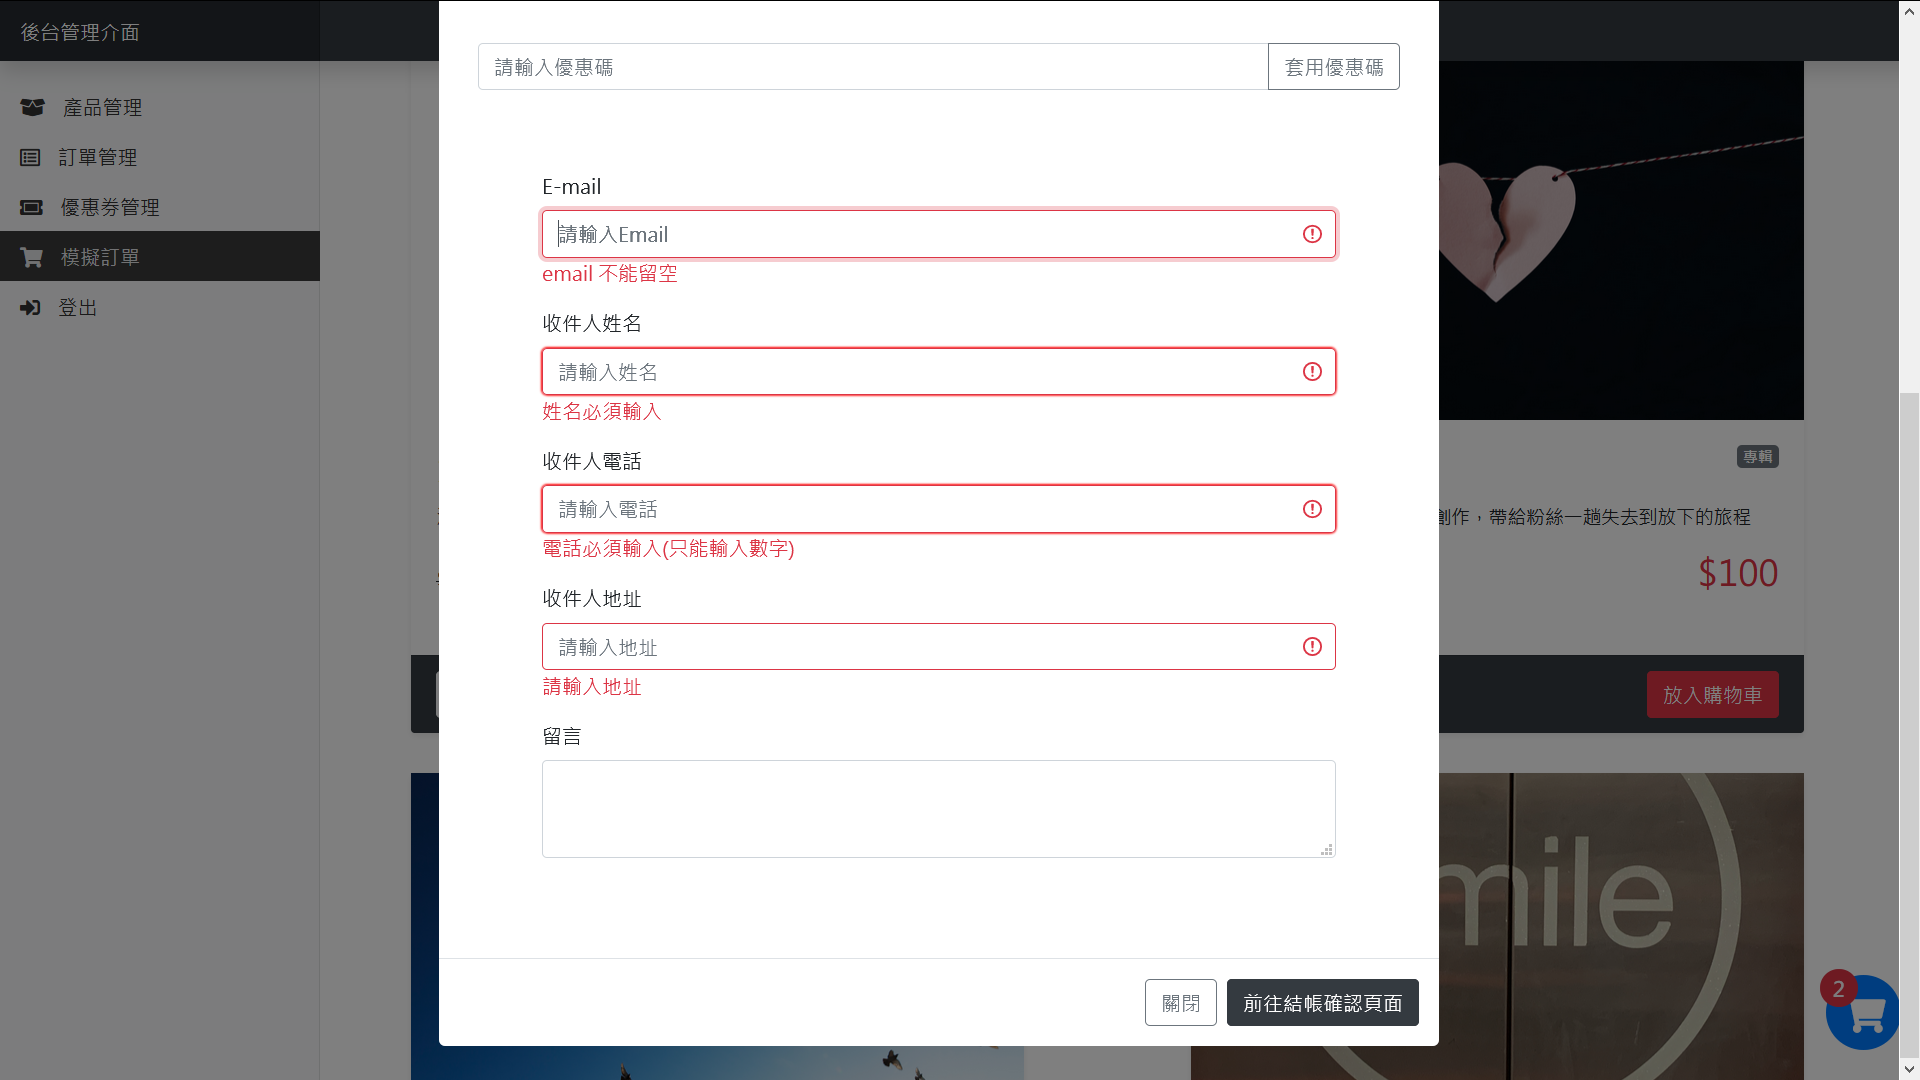 後台管理介面
產品管理
訂單管理
優惠券管理
模擬訂單
登出
請輸入優惠碼
套用優惠碼
E-mail
請輸入Email
email 不能留空
收件人姓名
請輸入姓名
姓名必須輸入
收件人電話
請輸入電話
電話必須輸入(只能輸入數字)
收件人地址
請輸入地址
請輸入地址
留言
關閉
前往結帳確認頁面
專輯
創作，帶給粉絲一趟失去到放下的旅程
$100
放入購物車
mile
2